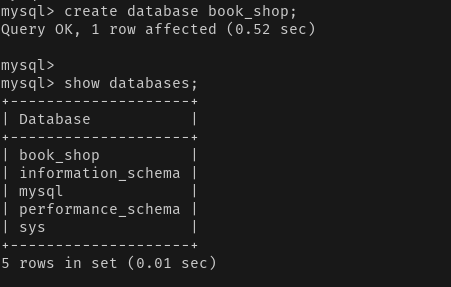 mysql> create database book_shop;
Query OK, 1 row affected (0.52 sec)

mysql>
mysql> show databases;
+--------------------+
| Database           |
+--------------------+
| book_shop          |
| information_schema |
| mysql              |
| performance_schema |
| sys                |
+--------------------+
5 rows in set (0.01 sec)